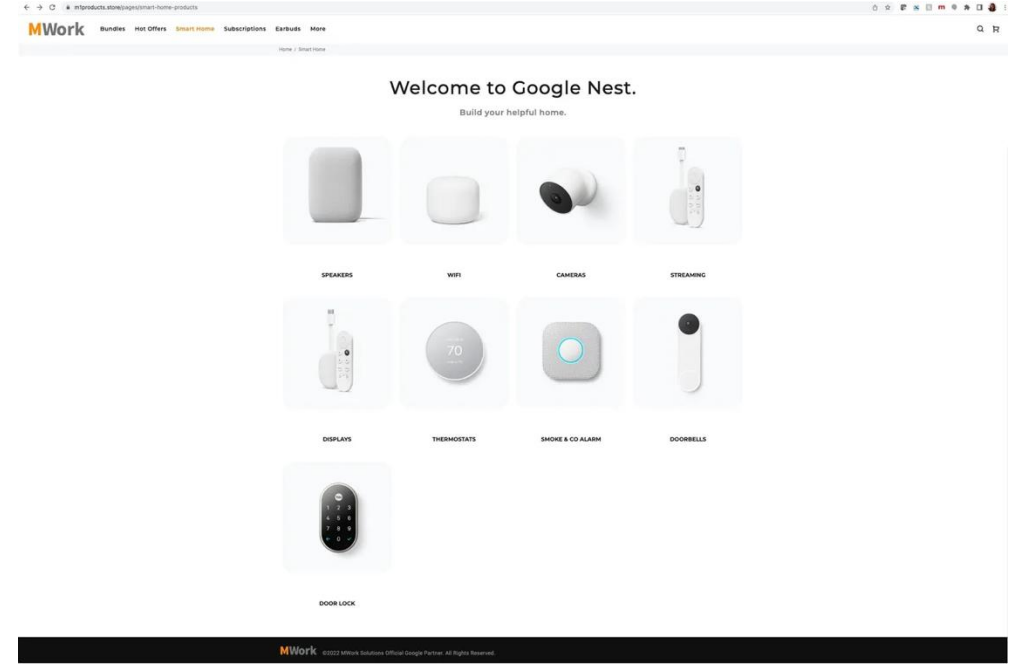 m1products.store/pages/smart-home-products
MWork Bundles Hot Offers Smart Home Subscriptions Earbuds More
Home / Smart Home
Welcome to Google Nest.
Build your helpful home.
SPEAKERS WIFI CAMERAS STREAMING
70
DISPLAYS THERMOSTATS SMOKE & CO ALARM DOORBELLS
1 2 3
4 5 6
7 8 9
0
DOOR LOCK
MWork ©2022 MWork Solutions Official Google Partner. All Rights Reserved.